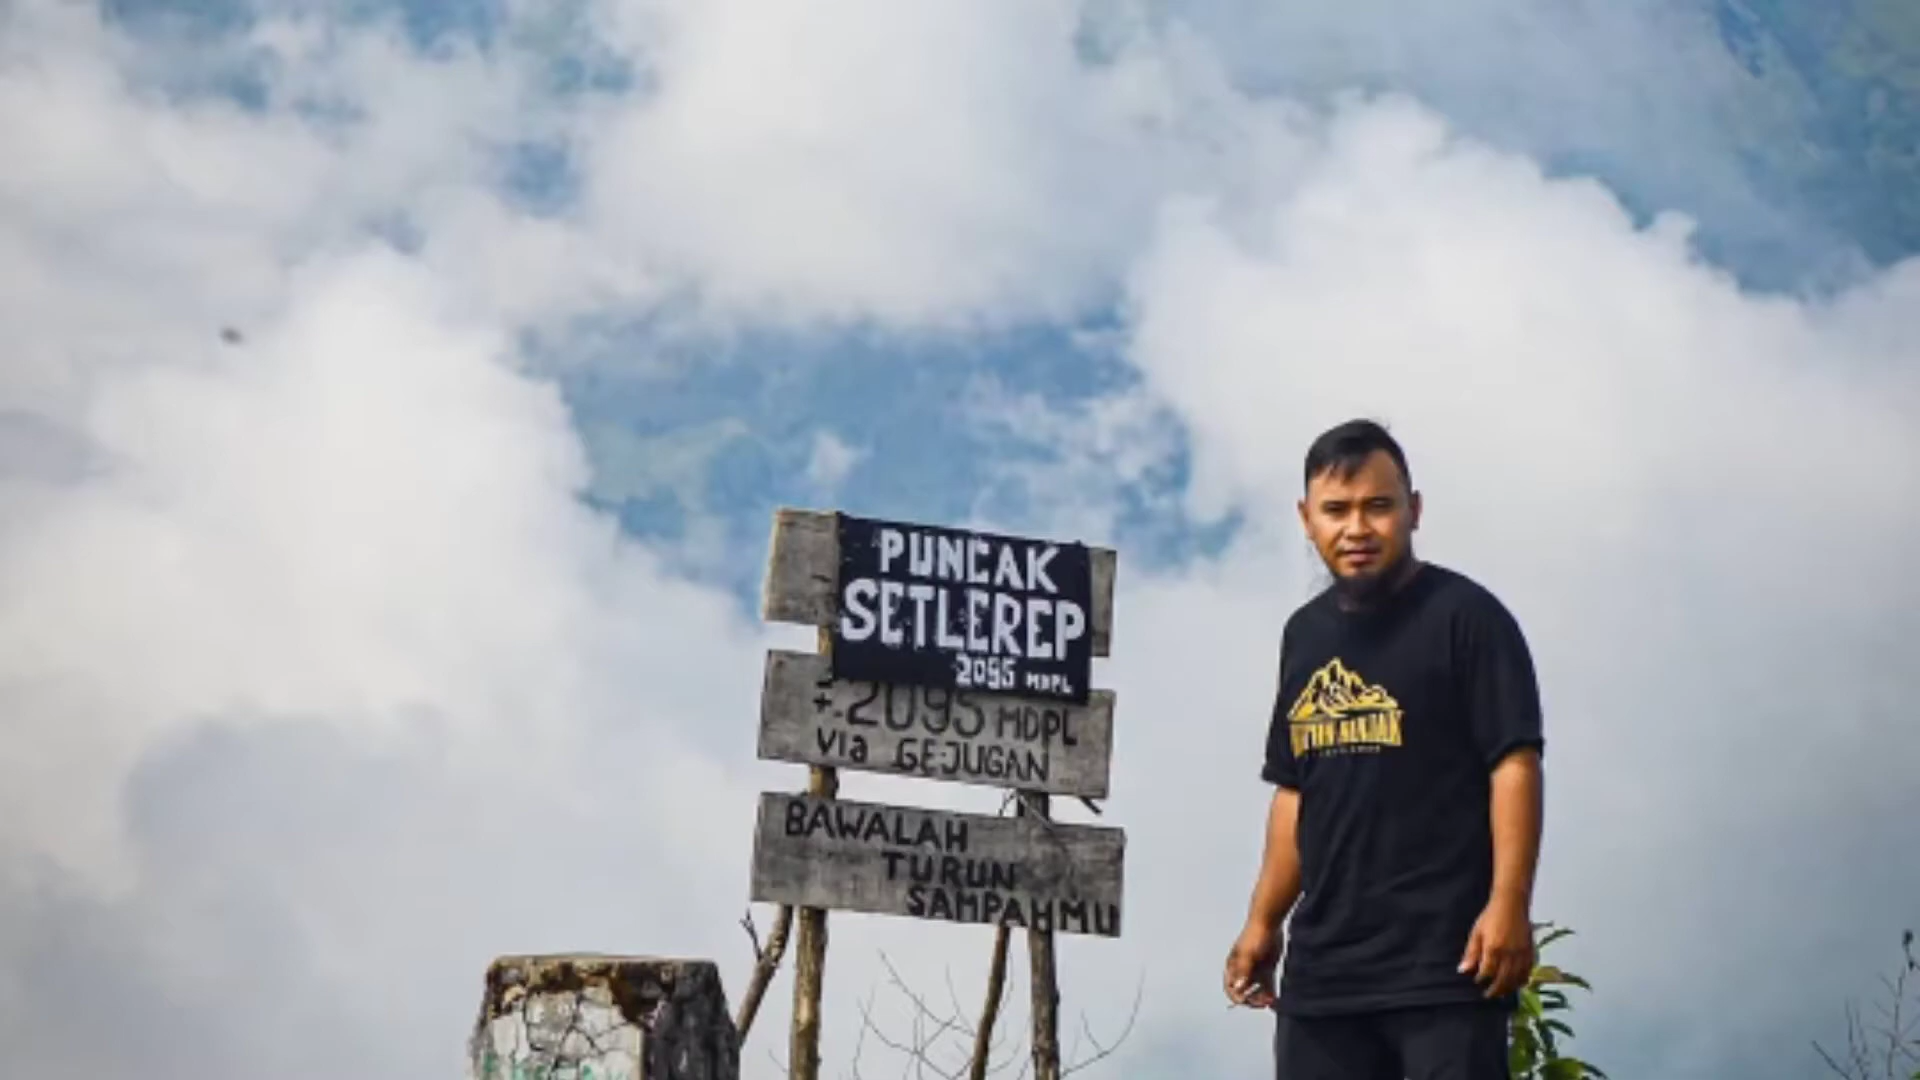 PUNCAK
SETLEREP
2095 MDPL
±2095 MDPL
Via GEJUGAN
BAWALAH
TURUN
SAMPAHMU